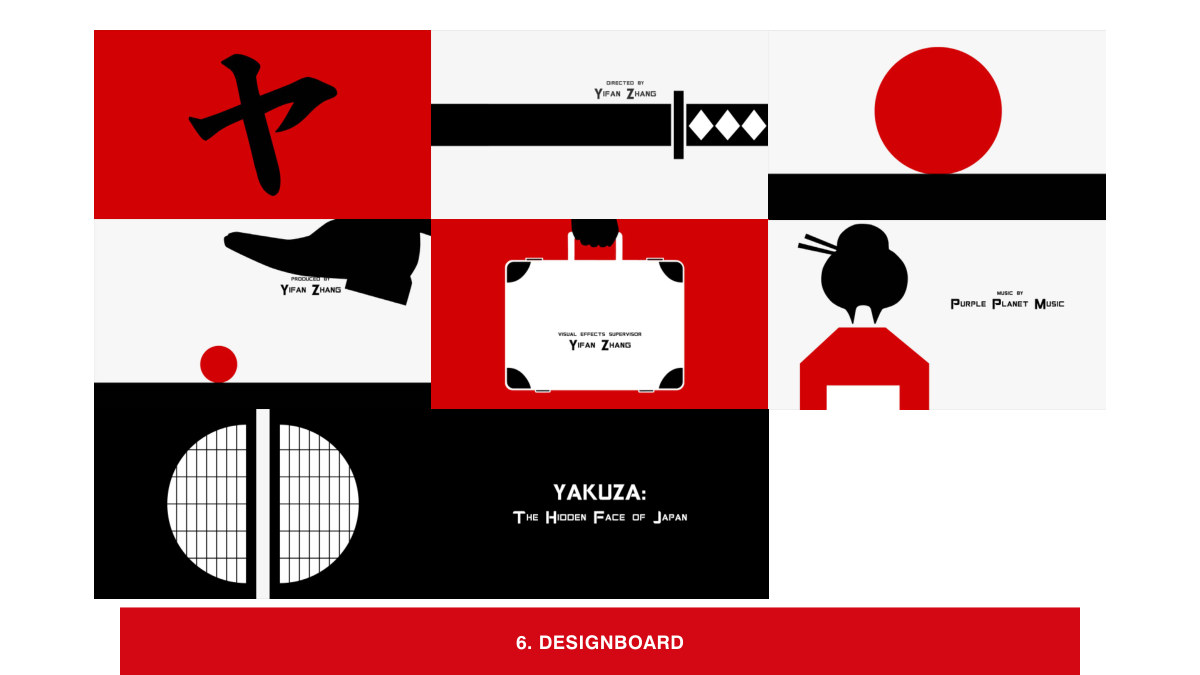 ヤ
DIRECTED BY
YIFAN ZHANG
PRODUCED BY
YIFAN ZHANG
VISUAL EFFECTS SUPERVISOR
YIFAN ZHANG
MUSIC BY
PURPLE PLANET MUSIC
YAKUZA:
THE HIDDEN FACE OF JAPAN
6. DESIGNBOARD